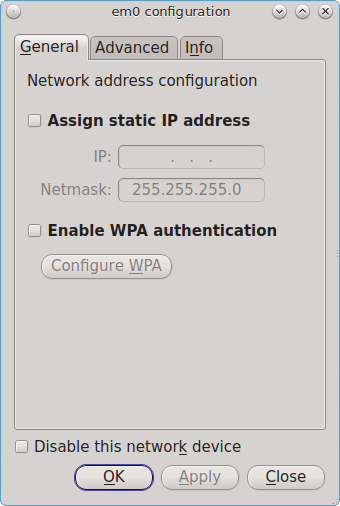 em0 configuration
General Advanced Info
Network address configuration
Assign static IP address
IP: . . .
Netmask: 255.255.255.0
Enable WPA authentication
Configure WPA
Disable this network device
OK Apply Close